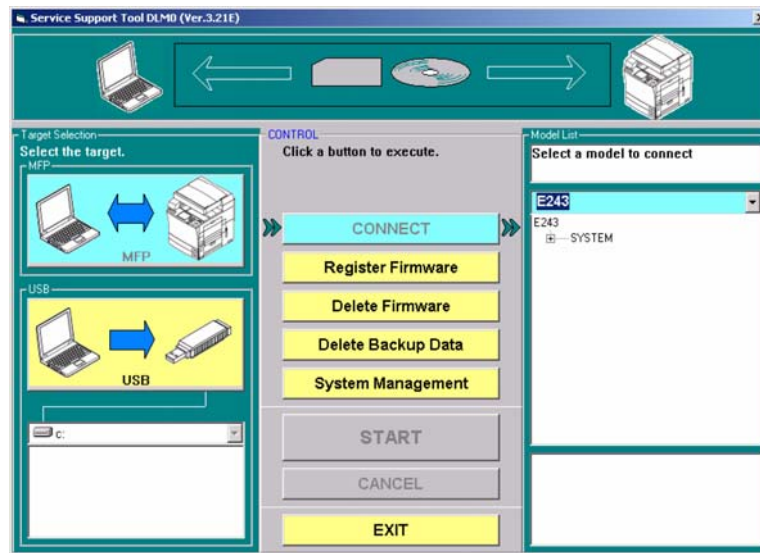 Service Support Tool DLM0 (Ver.3.21E)
Target Selection
Select the target.
MFP
MFP
USB
USB
c:
CONTROL
Click a button to execute.
CONNECT
Register Firmware
Delete Firmware
Delete Backup Data
System Management
START
CANCEL
EXIT
Model List
Select a model to connect
E243
E243
SYSTEM